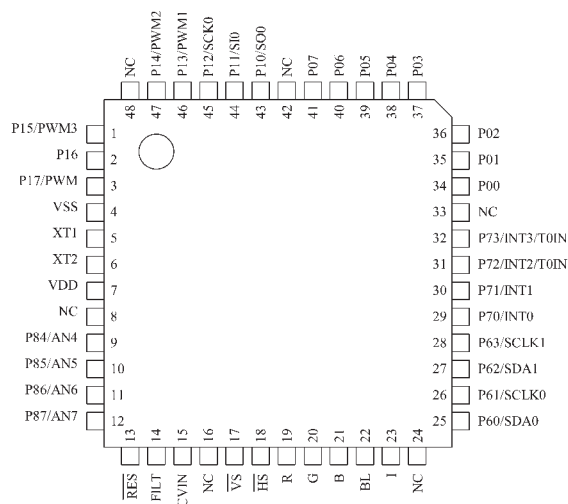 NC
P14/PWM2
P13/PWM1
P12/SCK0
P11/SI0
P10/SO0
NC
P07
P06
P05
P04
P03
48 47 46 45 44 43 42 41 40 39 38 37
P15/PWM3 1
P16 2
P17/PWM 3
VSS 4
XT1 5
XT2 6
VDD 7
NC 8
P84/AN4 9
P85/AN5 10
P86/AN6 11
P87/AN7 12
36 P02
35 P01
34 P00
33 NC
32 P73/INT3/T0IN
31 P72/INT2/T0IN
30 P71/INT1
29 P70/INT0
28 P63/SCLK1
27 P62/SDA1
26 P61/SCLK0
25 P60/SDA0
13 14 15 16 17 18 19 20 21 22 23 24
RES
FILT
CVIN
NC
VS
HS
R
G
B
BL
I
NC